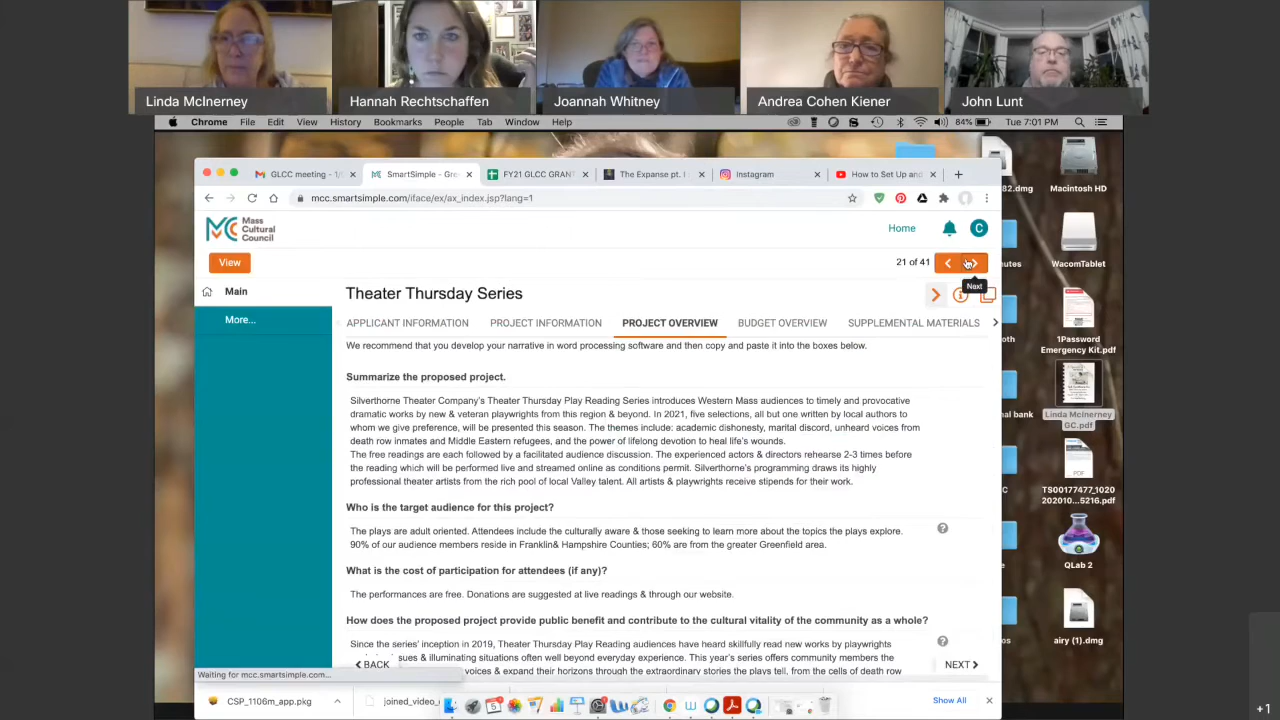 Linda McInerney
Hannah Rechtschaffen
Joannah Whitney
Andrea Cohen Kiener
John Lunt
Chrome File Edit View History Bookmarks People Tab Window Help
84% Tue 7:01 PM
GLCC meeting - 1/
SmartSimple - Gr
FY21 GLCC GRAN
The Expanse pt. I
Instagram
How to Set Up and
mcc.smartsimple.com/iface/ex/ax_index.jsp?lang=1
Mass
Cultural
Council
Home
C
View
21 of 41
Next
Main
More...
Theater Thursday Series
APPLICANT INFORMATION PROJECT INFORMATION PROJECT OVERVIEW BUDGET OVERVIEW SUPPLEMENTAL MATERIALS
We recommend that you develop your narrative in word processing software and then copy and paste it into the boxes below.
Summarize the proposed project.
Silverthorne Theater Company's Theater Thursday Play Reading Series introduces Western Mass audiences to timely and provocative
dramatic works by new & veteran playwrights from this region & beyond. In 2021, five selections, all but one written by local authors to
whom we give preference, will be presented this season. The themes include: academic dishonesty, marital discord, unheard voices from
death row inmates and Middle Eastern refugees, and the power of lifelong devotion to heal life's wounds.
The free readings are each followed by a facilitated audience discussion. The experienced actors & directors rehearse 2-3 times before
the reading which will be performed live and streamed online as conditions permit. Silverthorne's programming draws its highly
professional theater artists from the rich pool of local Valley talent. All artists & playwrights receive stipends for their work.
Who is the target audience for this project?
The plays are adult oriented. Attendees include the culturally aware & those seeking to learn more about the topics the plays explore.
90% of our audience members reside in Franklin& Hampshire Counties; 60% are from the greater Greenfield area.
What is the cost of participation for attendees (if any)?
The performances are free. Donations are suggested at live readings & through our website.
How does the proposed project provide public benefit and contribute to the cultural vitality of the community as a whole?
Since the series' inception in 2019, Theater Thursday Play Reading audiences have heard skillfully read new works by playwrights
sues & illuminating situations often well beyond everyday experience. This year's series offers community members the
voices & expand their horizons through the extraordinary stories the plays tell, from the cells of death row
BACK
NEXT
Waiting for mcc.smartsimple.com...
CSP_1106m_app.pkg
joined_video_
Show All
82.dmg
Macintosh HD
utes
WacomTablet
oth
1Password
Emergency Kit.pdf
nal bank
Linda McInerney
GC.pdf
PDF
C
TS00177477_1020
202010...5216.pdf
e
QLab 2
os
airy (1).dmg
+1